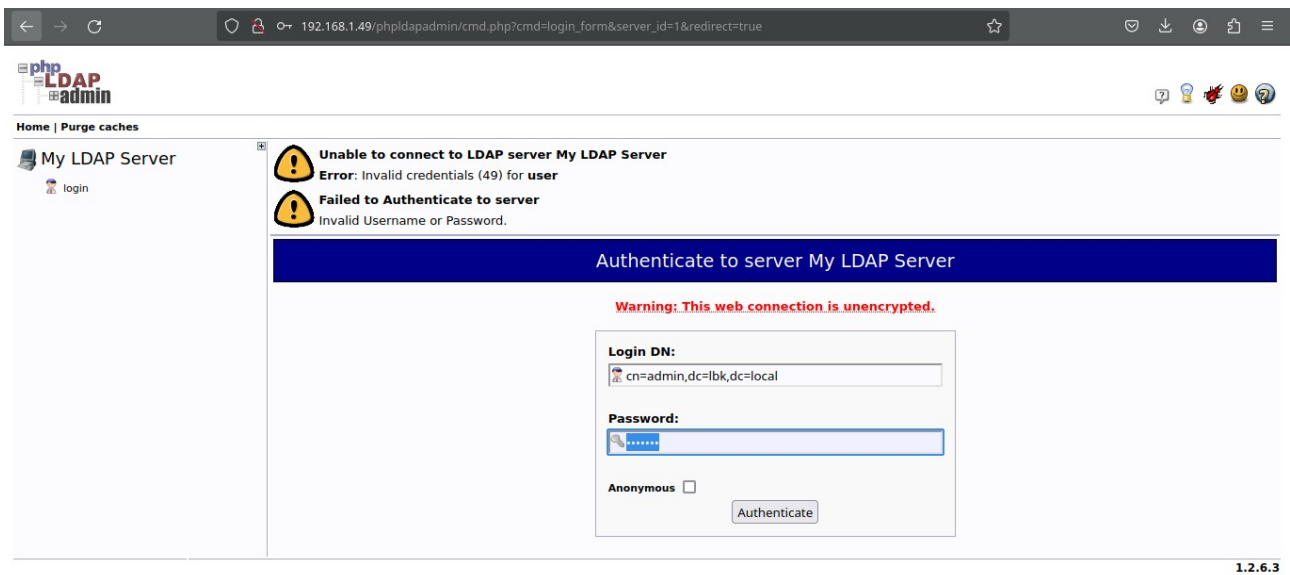 192.168.1.49/phpldapadmin/cmd.php?cmd=login_form&server_id=1&redirect=true
php
LDAP
admin
Home | Purge caches
My LDAP Server
login
Unable to connect to LDAP server My LDAP Server
Error: Invalid credentials (49) for user
Failed to Authenticate to server
Invalid Username or Password.
Authenticate to server My LDAP Server
Warning: This web connection is unencrypted.
Login DN:
cn=admin,dc=lbk,dc=local
Password:
•••••••
Anonymous
Authenticate
1.2.6.3